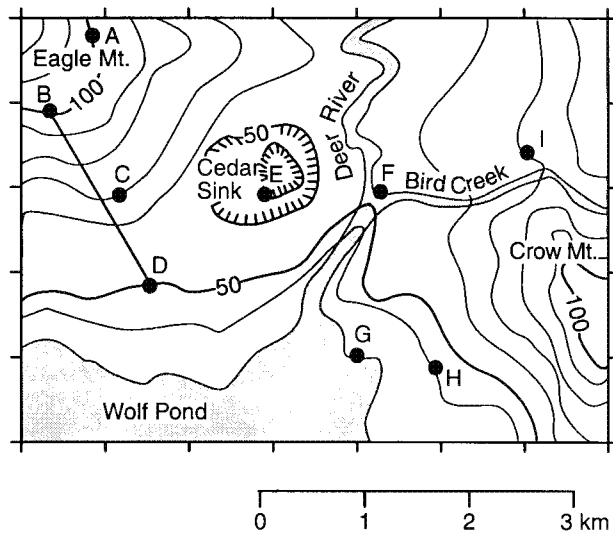 A
Eagle Mt.
B
100
C
50
Cedar
Sink
E
Deer River
F
Bird Creek
I
Crow Mt.
100
D
50
G
H
Wolf Pond
0 1 2 3 km